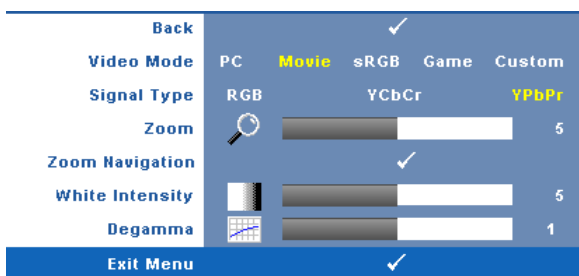 Back
Video Mode PC Movie sRGB Game Custom
Signal Type RGB YCbCr YPbPr
Zoom 5
Zoom Navigation
White Intensity 5
Degamma 1
Exit Menu